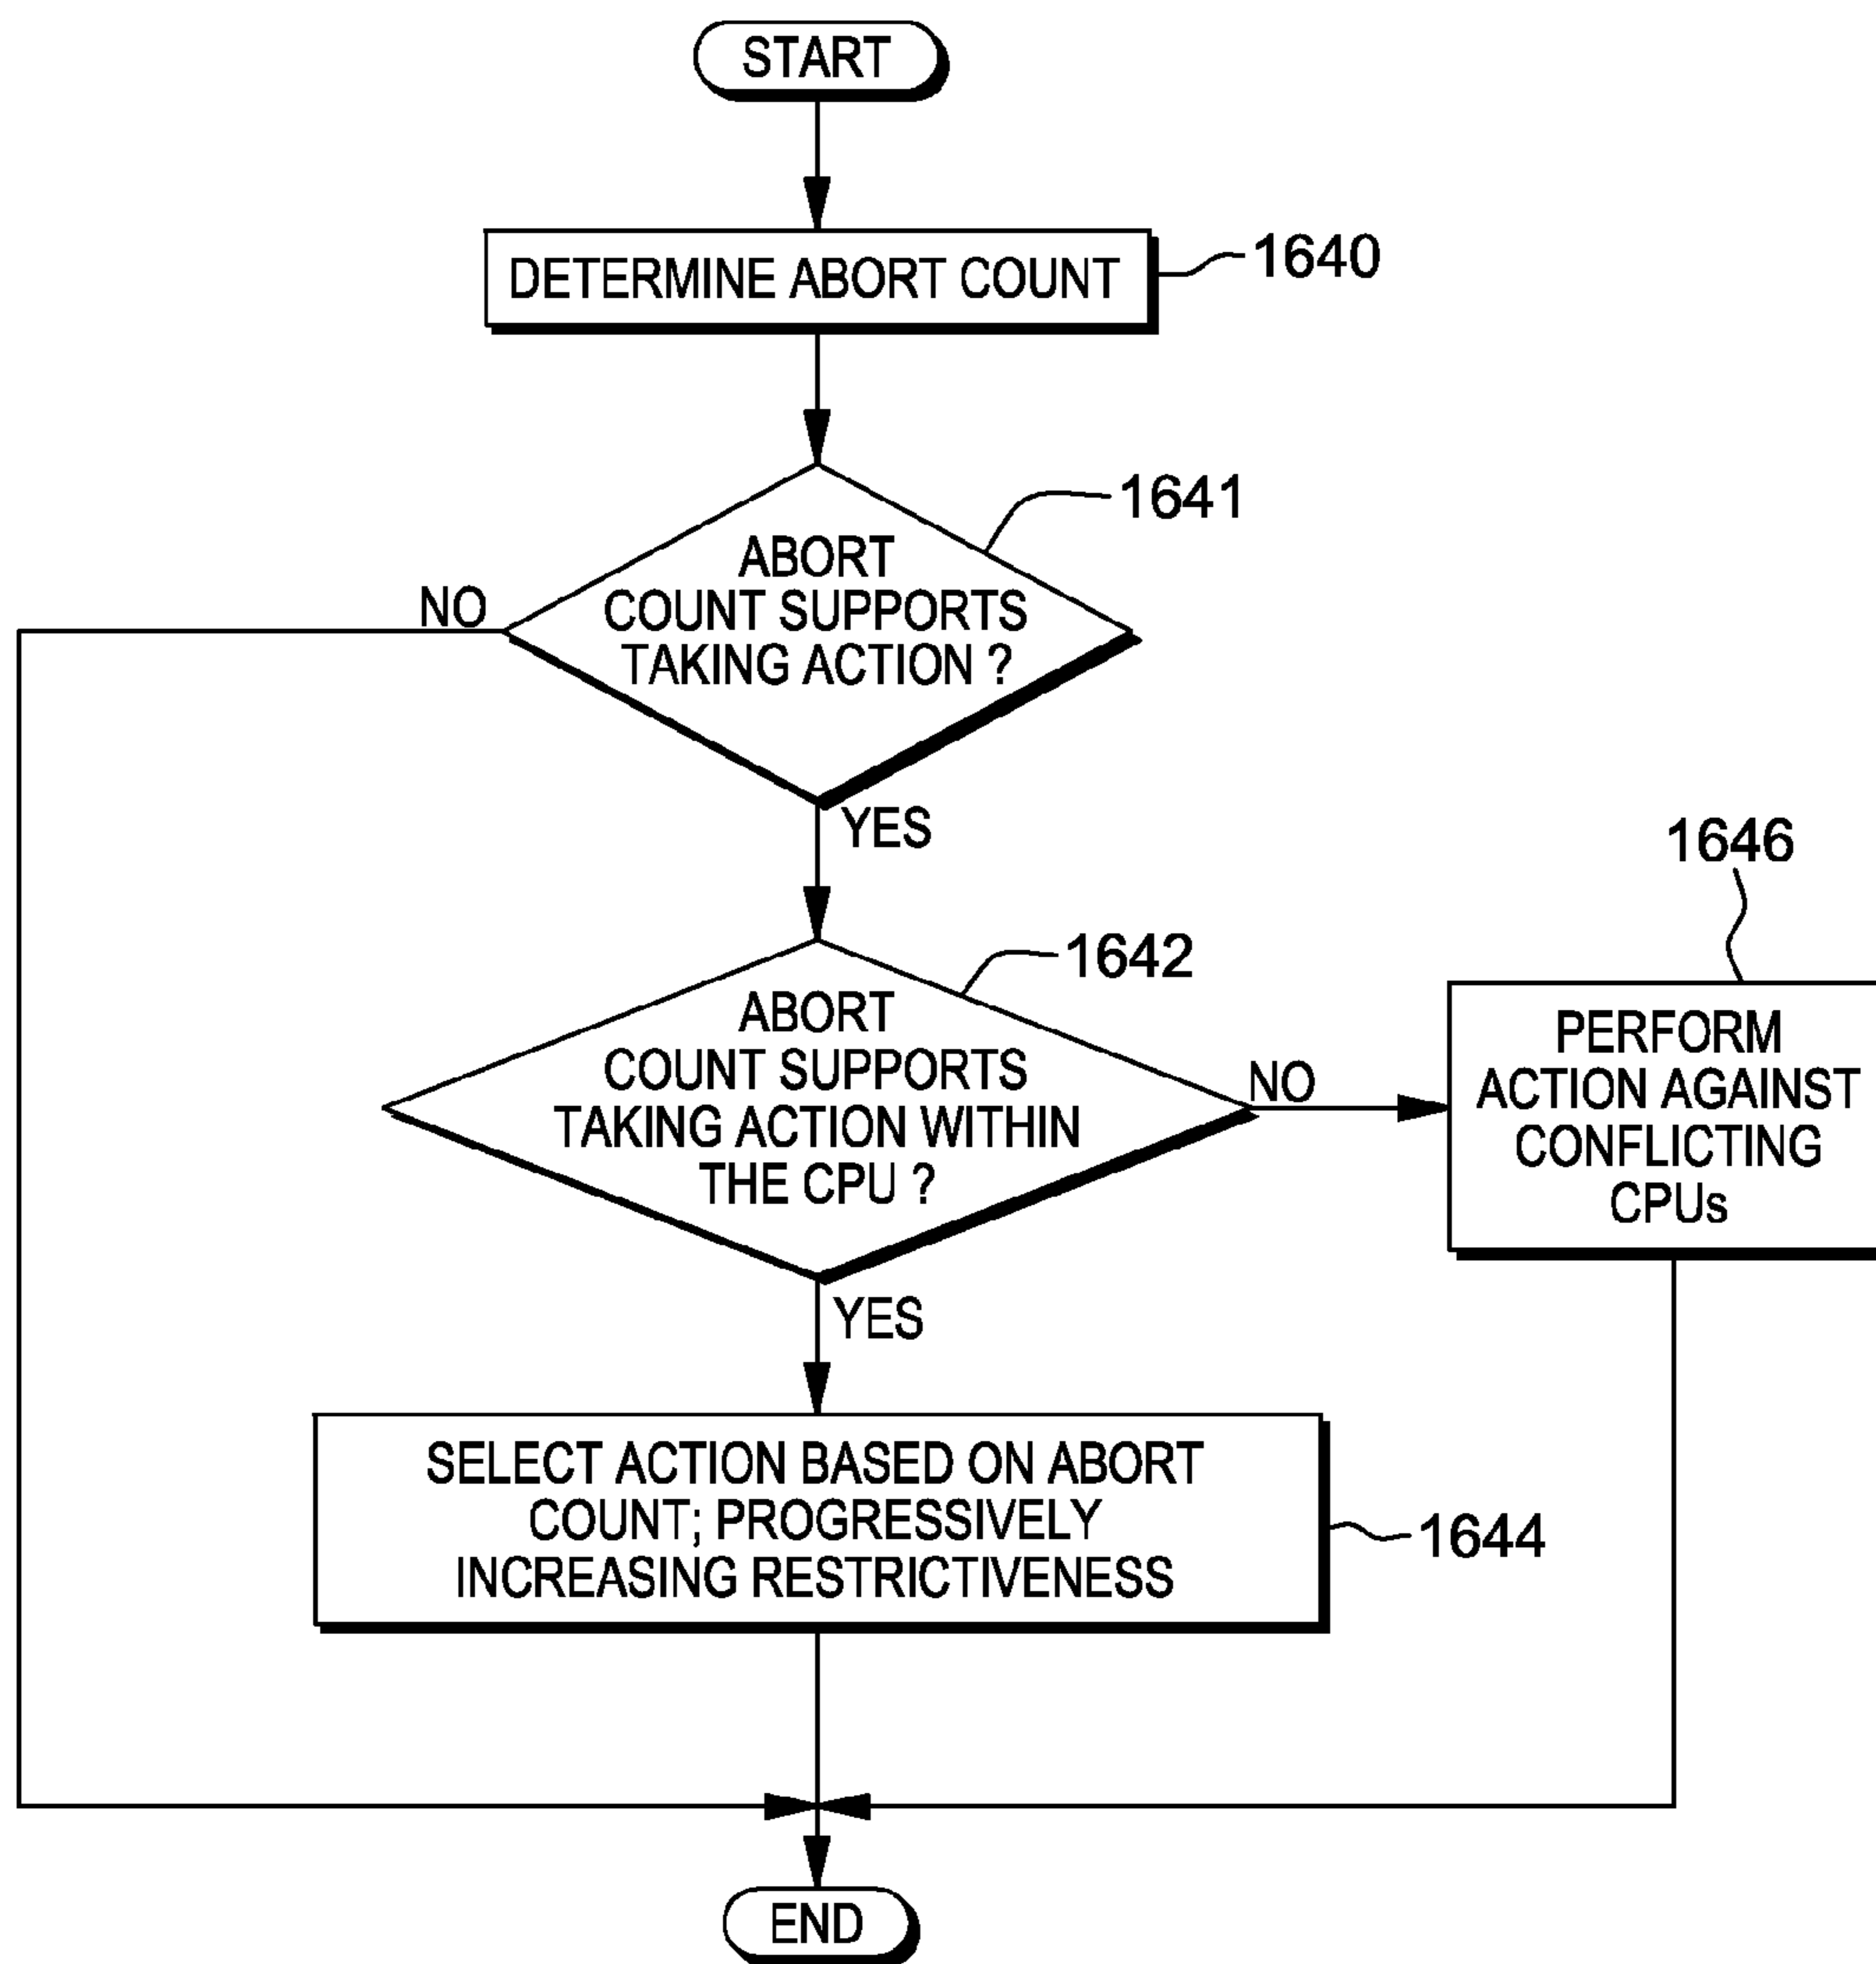 START
DETERMINE ABORT COUNT
1640
1641
ABORT
COUNT SUPPORTS
TAKING ACTION ?
NO
YES
1642
ABORT
COUNT SUPPORTS
TAKING ACTION WITHIN
THE CPU ?
NO
1646
PERFORM
ACTION AGAINST
CONFLICTING
CPUs
YES
SELECT ACTION BASED ON ABORT
COUNT; PROGRESSIVELY
INCREASING RESTRICTIVENESS
1644
END